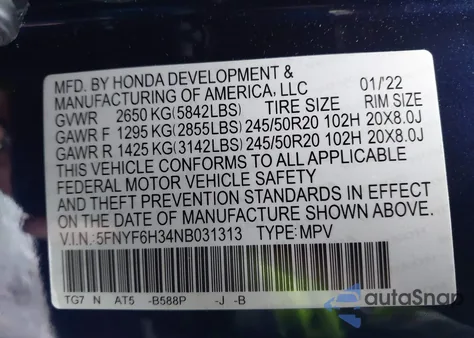 MFD. BY HONDA DEVELOPMENT &
MANUFACTURING OF AMERICA, LLC 01/'22
GVWR 2650 KG(5842LBS) TIRE SIZE RIM SIZE
GAWR F 1295 KG(2855LBS) 245/50R20 102H 20X8.0J
GAWR R 1425 KG(3142LBS) 245/50R20 102H 20X8.0J
THIS VEHICLE CONFORMS TO ALL APPLICABLE
FEDERAL MOTOR VEHICLE SAFETY
AND THEFT PREVENTION STANDARDS IN EFFECT
ON DATE OF MANUFACTURE SHOWN ABOVE.
V.I.N.:5FNYF6H34NB031313 TYPE:MPV
TG7 N AT5 -B588P -J -B
autoSnap